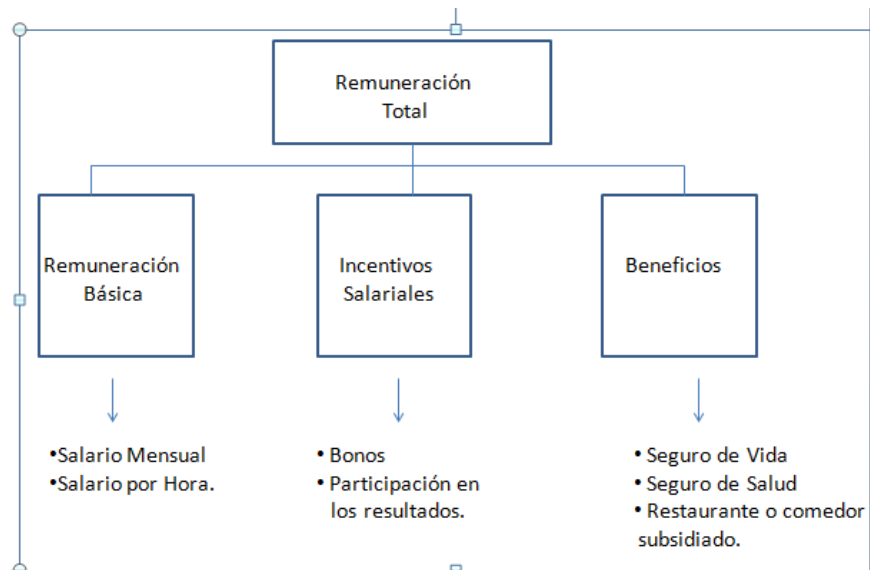 Remuneración
Total
Remuneración
Básica
Incentivos
Salariales
Beneficios
•Salario Mensual
•Salario por Hora.
• Bonos
• Participación en
los resultados.
• Seguro de Vida
• Seguro de Salud
• Restaurante o comedor
subsidiado.